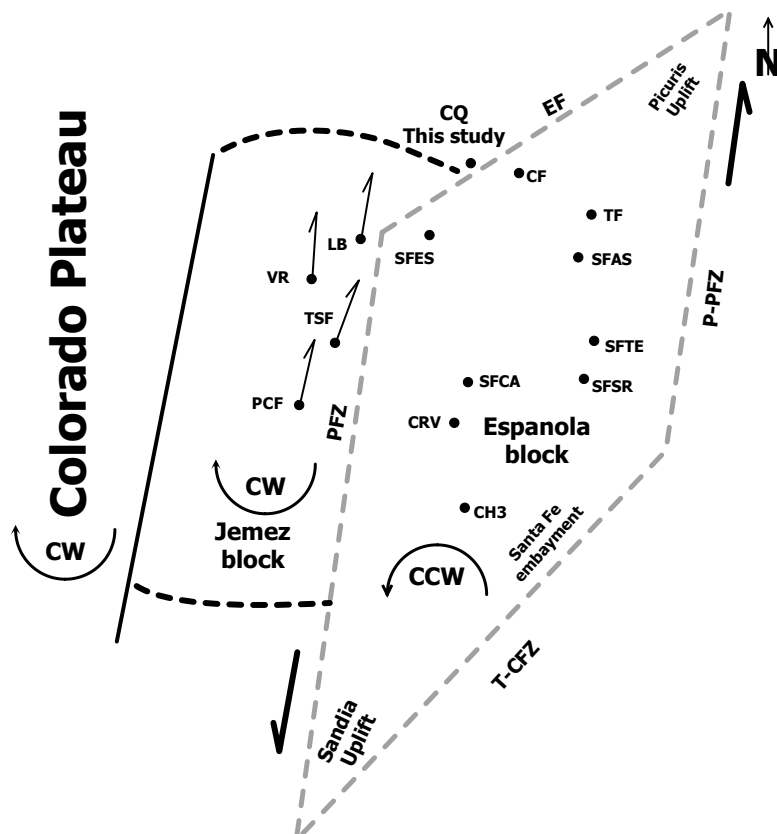 N
Picuris
Uplift
EF
CQ
This study
CF
TF
LB
SFES
SFAS
VR
P-PFZ
TSF
SFTE
Colorado Plateau
SFCA
SFSR
PCF
PFZ
CRV
Espanola
block
CW
CH3
Santa Fe
embayment
Jemez
block
CW
CCW
T-CFZ
Sandia
Uplift